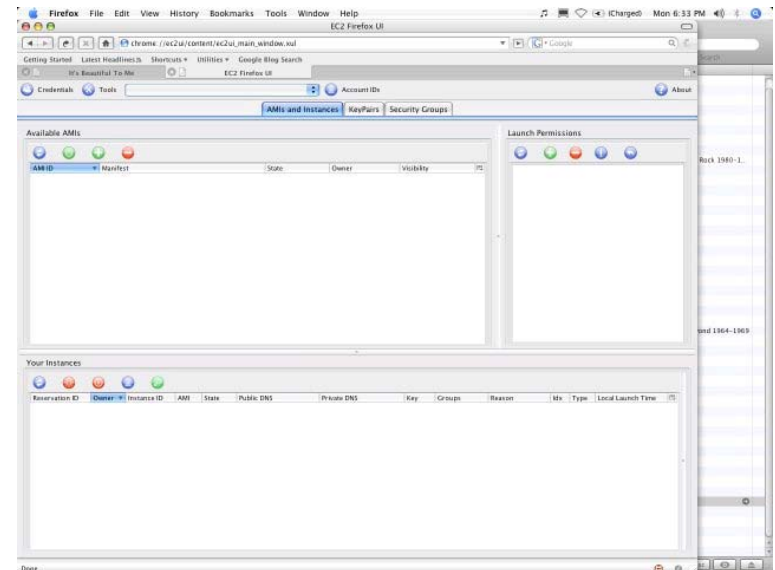 Firefox File Edit View History Bookmarks Tools Window Help (Charged) Mon 6:33 PM
EC2 Firefox UI
chrome://ec2ui/content/ec2ui_main_window.xul Google
Getting Started Latest Headlines Shortcuts Utilities Google Blog Search
It's Beautiful To Me EC2 Firefox UI
Credentials Tools Account IDs About
AMIs and Instances KeyPairs Security Groups
Available AMIs Launch Permissions
AMI ID Manifest State Owner Visibility
Rock 1980-1...
ond 1964-1969
Your Instances
Reservation ID Owner Instance ID AMI State Public DNS Private DNS Key Groups Reason Idx Type Local Launch Time
Done